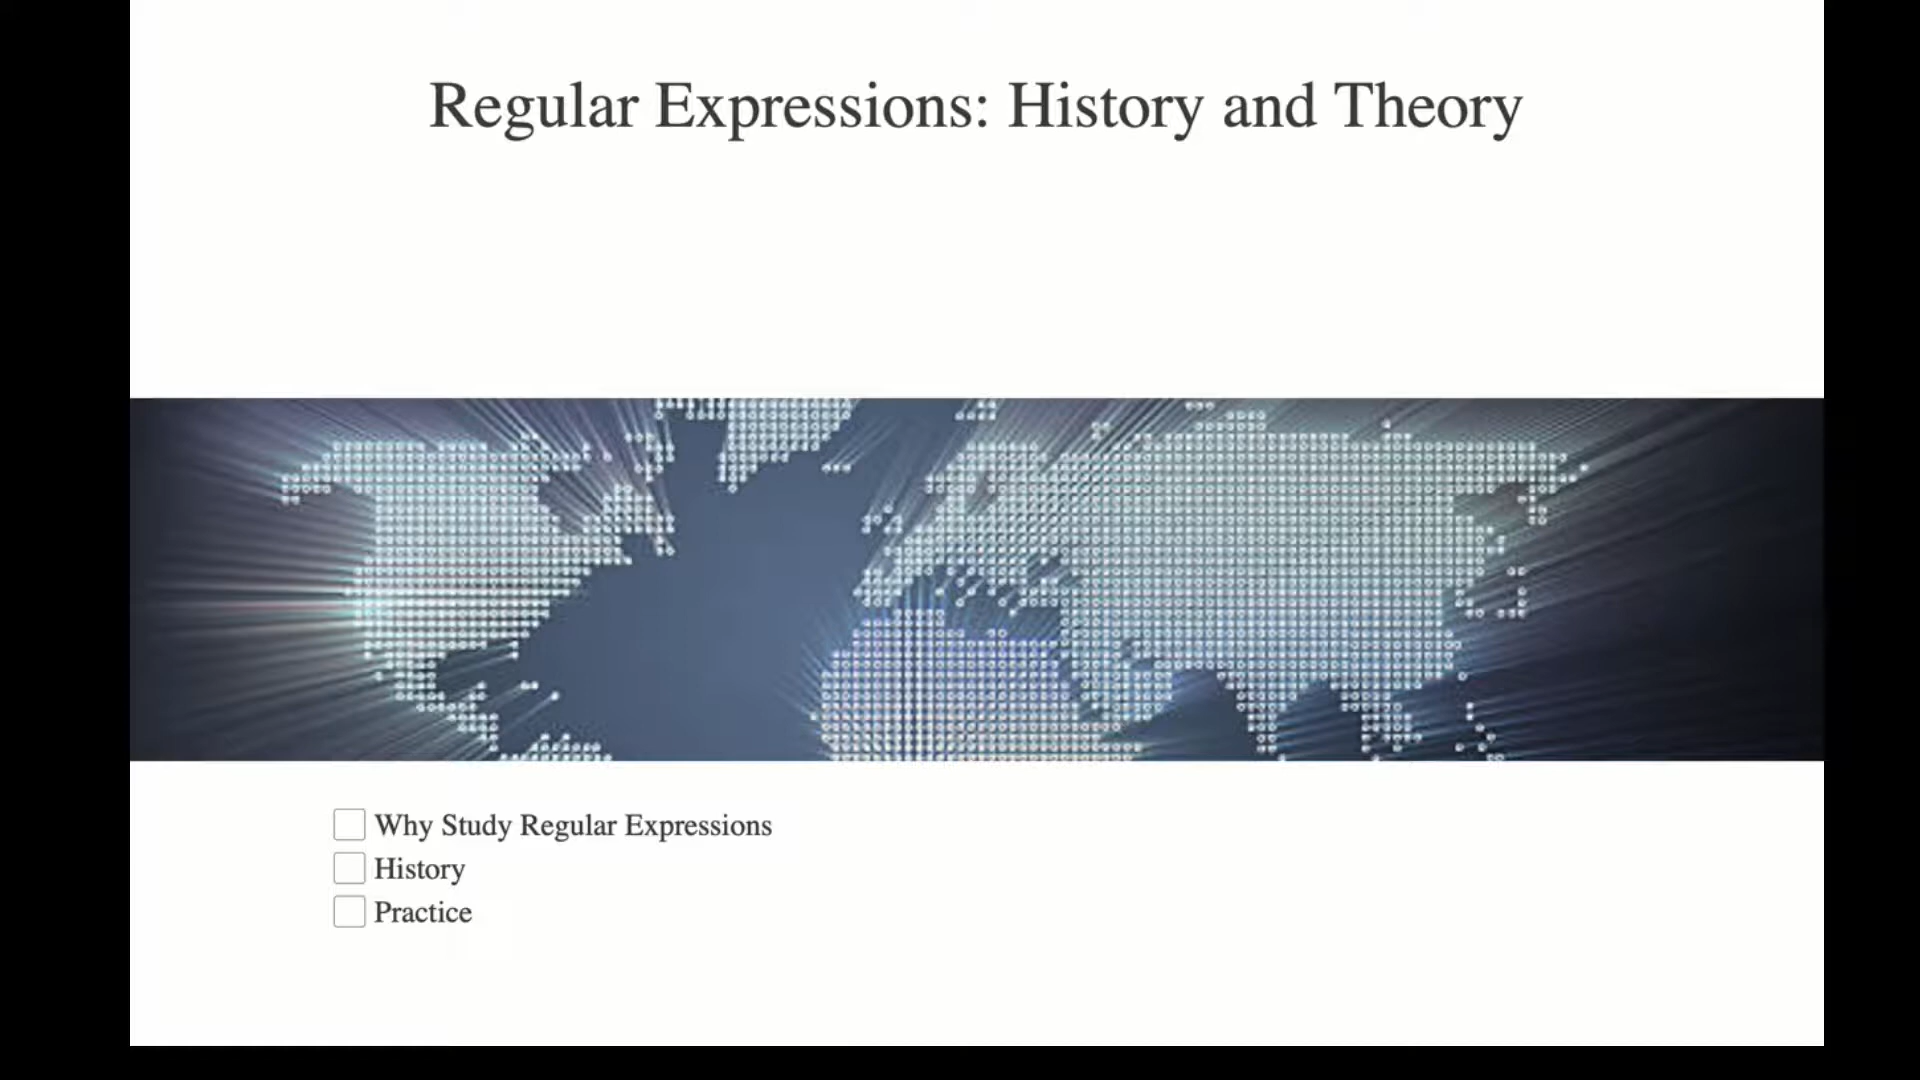 Regular Expressions: History and Theory
Why Study Regular Expressions
History
Practice